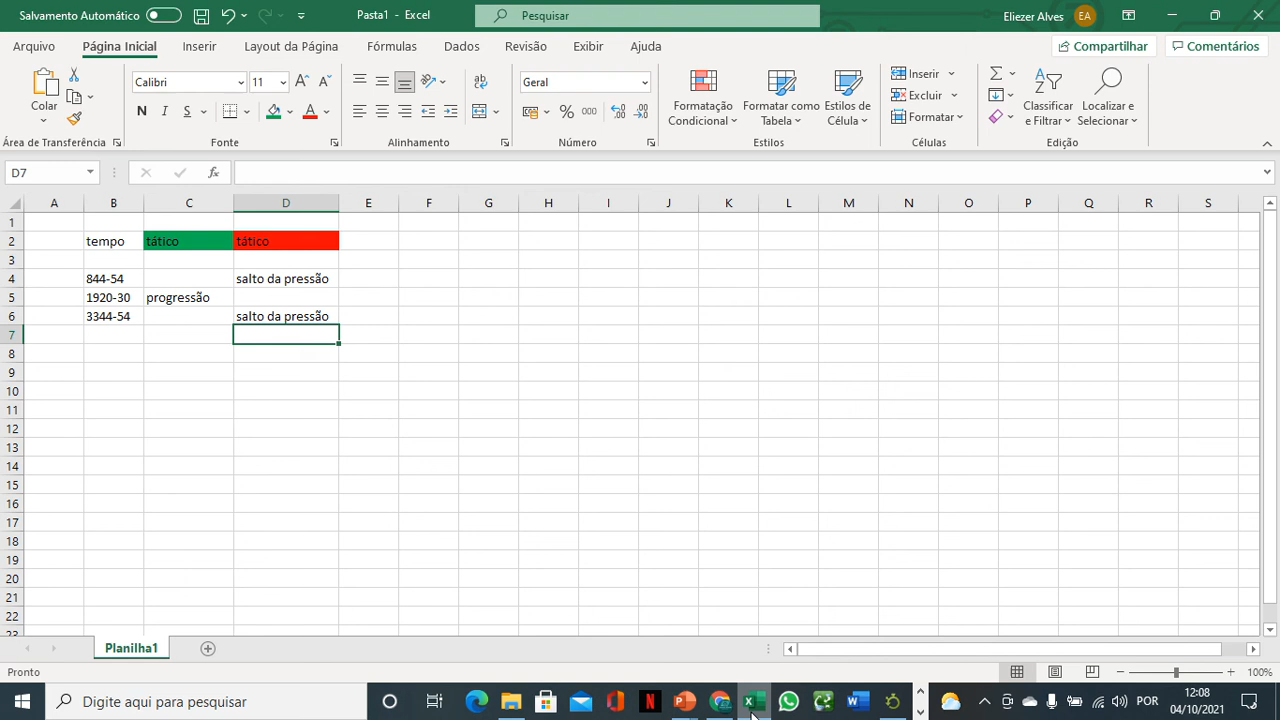 Salvamento Automático
Pasta1 - Excel
Pesquisar
Eliezer Alves
EA
Arquivo
Página Inicial
Inserir
Layout da Página
Fórmulas
Dados
Revisão
Exibir
Ajuda
Compartilhar
Comentários
Colar
Calibri
11
N I S
Geral
% 000
Formatação Condicional
Formatar como Tabela
Estilos de Célula
Inserir
Excluir
Formatar
Classificar e Filtrar
Localizar e Selecionar
Área de Transferência
Fonte
Alinhamento
Número
Estilos
Células
Edição
D7
fx
A B C D E F G H I J K L M N O P Q R S
1
2 tempo tático tático
3
4 844-54 salto da pressão
5 1920-30 progressão
6 3344-54 salto da pressão
7
8
9
10
11
12
13
14
15
16
17
18
19
20
21
22
23
Planilha1
Pronto
100%
Digite aqui para pesquisar
POR
12:08
04/10/2021